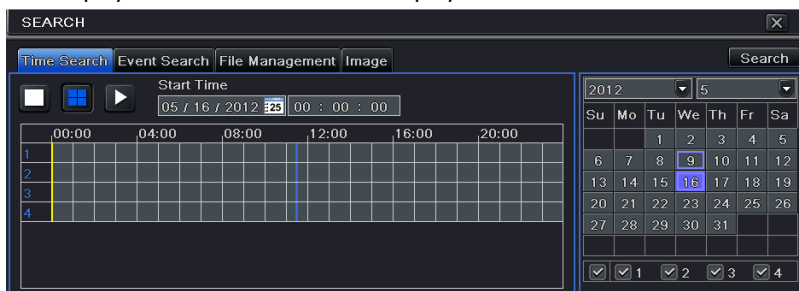 SEARCH
Time Search Event Search File Management Image Search
Start Time
05 / 16 / 2012 :25 00 : 00 : 00
2012 5
Su Mo Tu We Th Fr Sa
1 2 3 4 5
6 7 8 9 10 11 12
13 14 15 16 17 18 19
20 21 22 23 24 25 26
27 28 29 30 31
1 2 3 4
00:00 04:00 08:00 12:00 16:00 20:00
1
2
3
4